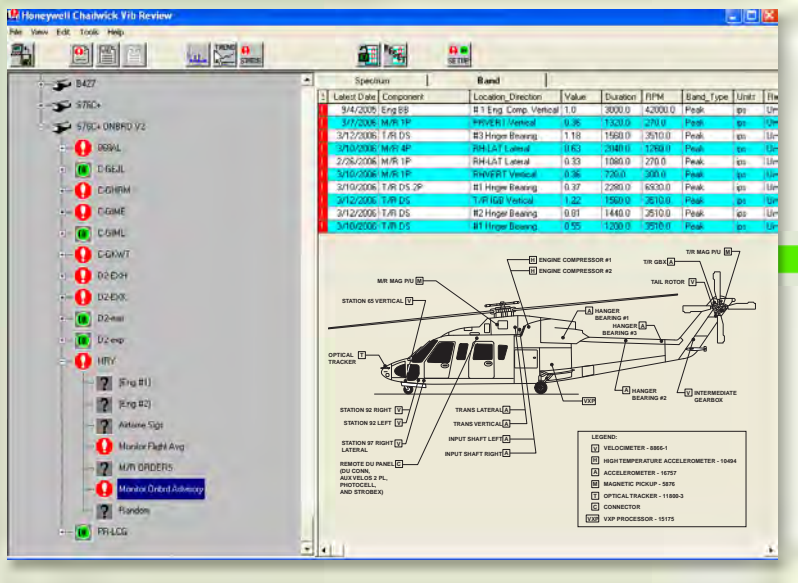 Honeywell Chadwick Vib Review
File View Edit Tools Help
TREND
SETUP
B427
S76C+
S76C+ ONBRD V2
C-GEJL
C-GHRM
C-GIME
C-GIML
C-GKWT
D2-EXH
D2-exp
HRY
[Eng #1]
[Eng #2]
Airframe Sigs
Monitor Flight Avg
M/R ORDERS
Monitor Onbrd Advisory
Random
PR-LCG
Spectrum Band
! Latest Date Component Location_Direction Value Duration RPM Band_Type Units
9/4/2005 Eng BB #1 Eng. Comp. Vertical 1.0 3000.0 42000.0 Peak ips
3/7/2006 M/R 1P PRVERT Vertical 0.36 1320.0 270.0 Peak ips
3/12/2006 T/R DS #3 Hnger Bearing 1.18 1560.0 3510.0 Peak ips
3/10/2006 M/R 4P RH-LAT Lateral 0.63 2040.0 1260.0 Peak ips
2/26/2006 M/R 1P RH-LAT Lateral 0.33 1080.0 270.0 Peak ips
3/10/2006 M/R 1P RHVERT Vertical 0.36 720.0 300.0 Peak ips
3/10/2006 T/R DS 2P #1 Hnger Bearing 0.37 2280.0 6930.0 Peak ips
3/12/2006 T/R DS T/R IGB Vertical 1.22 1560.0 3510.0 Peak ips
3/12/2006 T/R DS #2 Hnger Bearing 0.81 1440.0 3510.0 Peak ips
3/10/2006 T/R DS #1 Hnger Bearing 0.55 1200.0 3510.0 Peak ips
T/R MAG P/U M
H ENGINE COMPRESSOR #1
T/R GBX A
H ENGINE COMPRESSOR #2
M/R MAG P/U M
TAIL ROTOR V
STATION 65 VERTICAL V
A HANGER
BEARING #1
HANGER A
BEARING #3
OPTICAL T
TRACKER
A HANGER
BEARING #2
V INTERMEDIATE
GEARBOX
VXP
STATION 92 RIGHT V
TRANS LATERAL A
STATION 92 LEFT V
TRANS VERTICAL A
STATION 97 RIGHT V
LATERAL
INPUT SHAFT LEFT A
INPUT SHAFT RIGHT A
REMOTE DU PANEL C
(DU CONN,
AUX VELOS 2 PL,
PHOTOCELL,
AND STROBEX)
LEGEND:
V VELOCIMETER - 8866-1
H HIGH TEMPERATURE ACCELEROMETER - 10494
A ACCELEROMETER - 16757
M MAGNETIC PICKUP - 5876
T OPTICAL TRACKER - 11800-3
C CONNECTOR
VXP VXP PROCESSOR - 15175